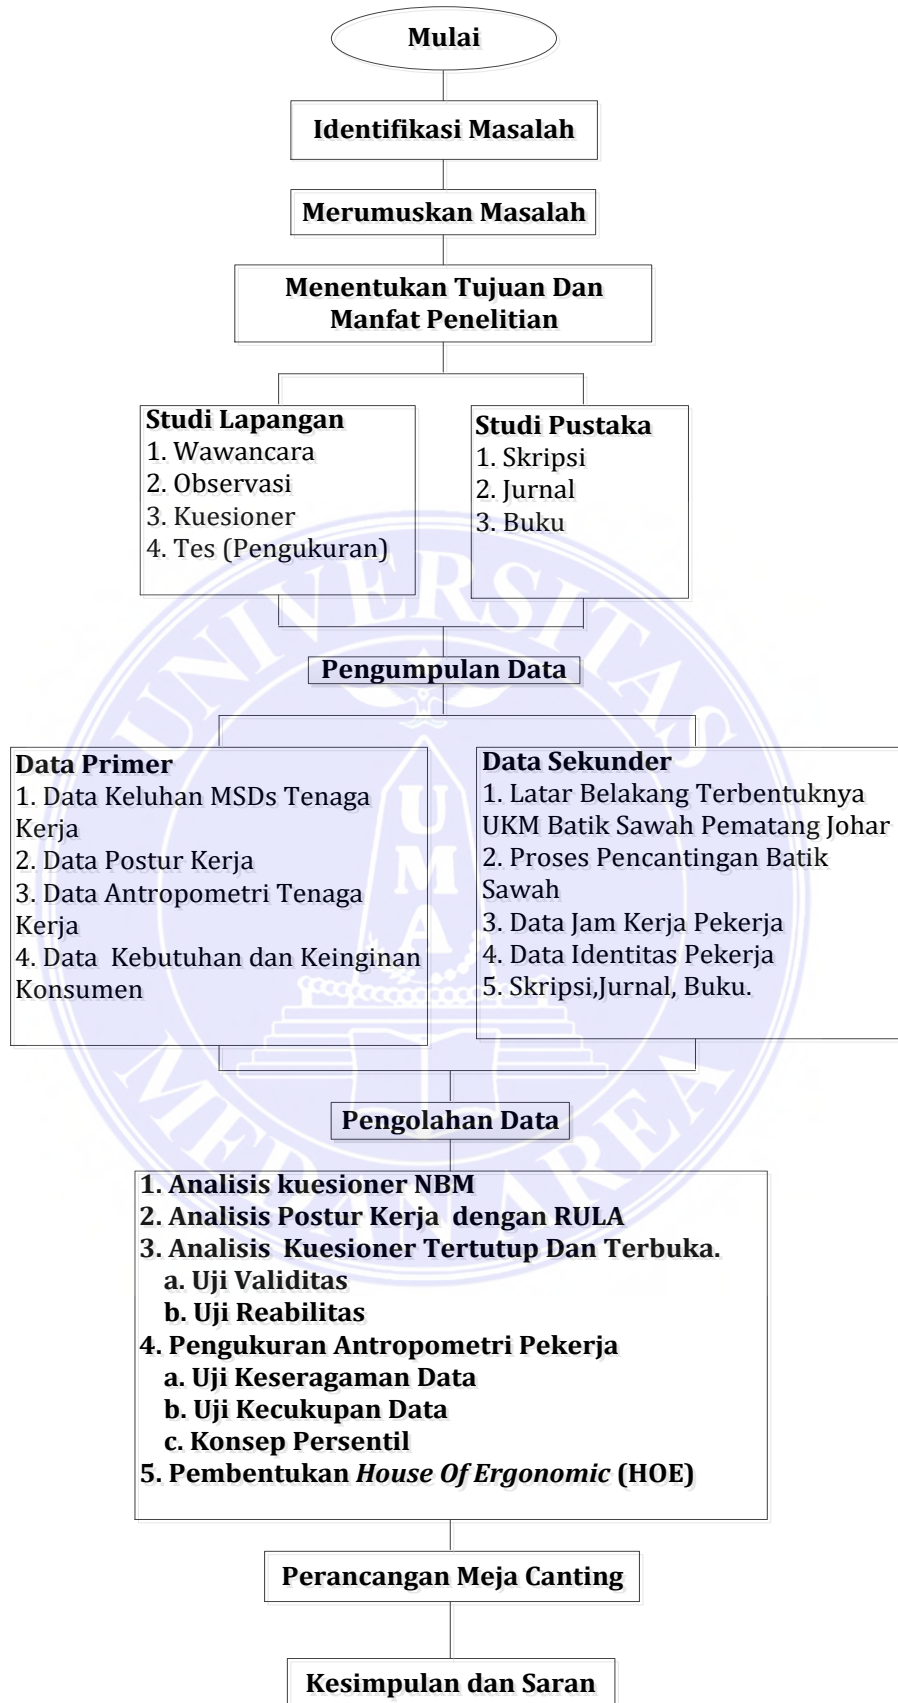 Mulai
Identifikasi Masalah
Merumuskan Masalah
Menentukan Tujuan Dan
Manfat Penelitian
Studi Lapangan
1. Wawancara
2. Observasi
3. Kuesioner
4. Tes (Pengukuran)
Studi Pustaka
1. Skripsi
2. Jurnal
3. Buku
Pengumpulan Data
Data Primer
1. Data Keluhan MSDs Tenaga
Kerja
2. Data Postur Kerja
3. Data Antropometri Tenaga
Kerja
4. Data  Kebutuhan dan Keinginan
Konsumen
Data Sekunder
1. Latar Belakang Terbentuknya
UKM Batik Sawah Pematang Johar
2. Proses Pencantingan Batik
Sawah
3. Data Jam Kerja Pekerja
4. Data Identitas Pekerja
5. Skripsi,Jurnal, Buku.
Pengolahan Data
1. Analisis kuesioner NBM
2. Analisis Postur Kerja  dengan RULA
3. Analisis  Kuesioner Tertutup Dan Terbuka.
a. Uji Validitas
b. Uji Reabilitas
4. Pengukuran Antropometri Pekerja
a. Uji Keseragaman Data
b. Uji Kecukupan Data
c. Konsep Persentil
5. Pembentukan House Of Ergonomic (HOE)
Perancangan Meja Canting
Kesimpulan dan Saran
UNIVERSITAS
MEDAN AREA
U
M
A